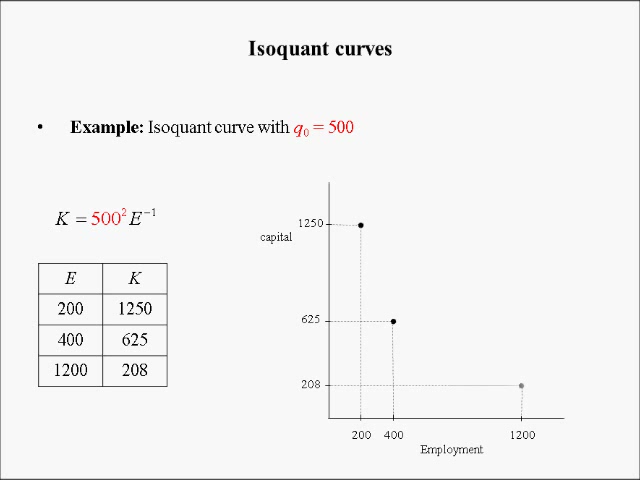 Isoquant curves
• Example: Isoquant curve with q₀ = 500
K = 500² E⁻¹
E K
200 1250
400 625
1200 208
1250
capital
625
208
200 400 1200
Employment